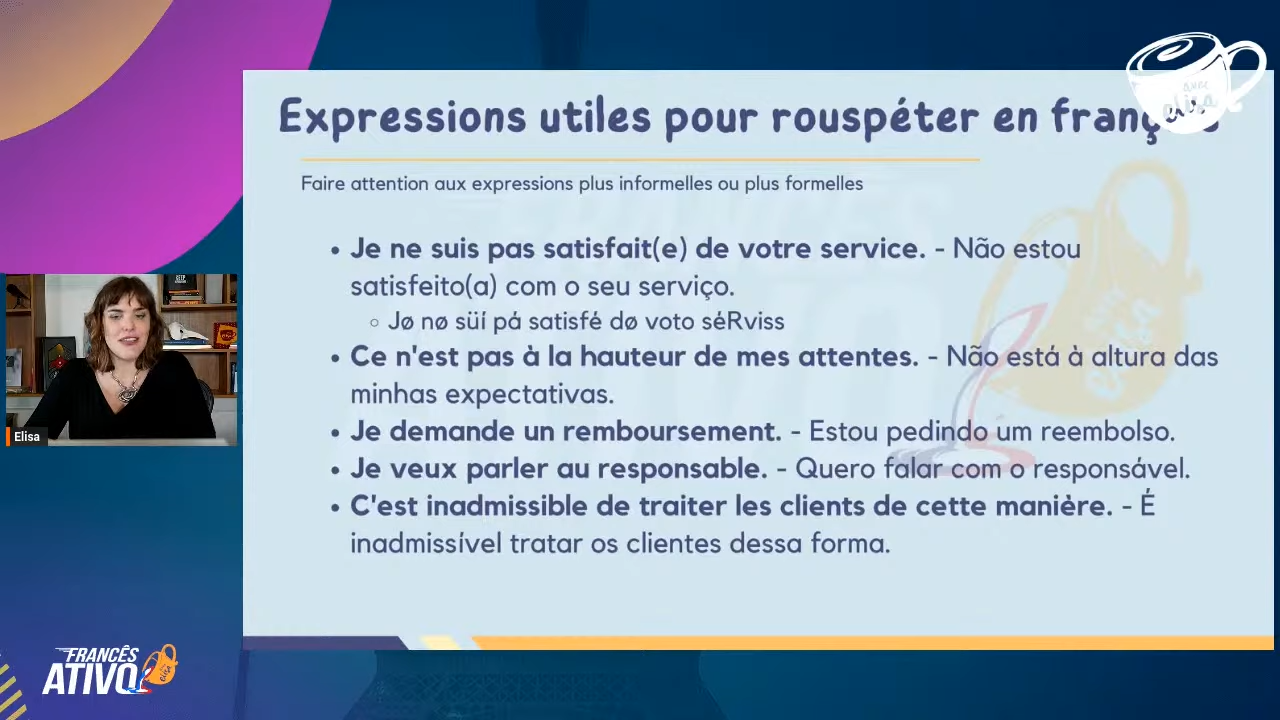 avec
elisa
Expressions utiles pour rouspéter en franç
Faire attention aux expressions plus informelles ou plus formelles
• Je ne suis pas satisfait(e) de votre service. - Não estou
satisfeito(a) com o seu serviço.
◦ Jø nø süí pá satisfé dø voto séRviss
• Ce n'est pas à la hauteur de mes attentes. - Não está à altura das
minhas expectativas.
• Je demande un remboursement. - Estou pedindo um reembolso.
• Je veux parler au responsable. - Quero falar com o responsável.
• C'est inadmissible de traiter les clients de cette manière. - É
inadmissível tratar os clientes dessa forma.
Elisa
FRANCÊS
ATIVO